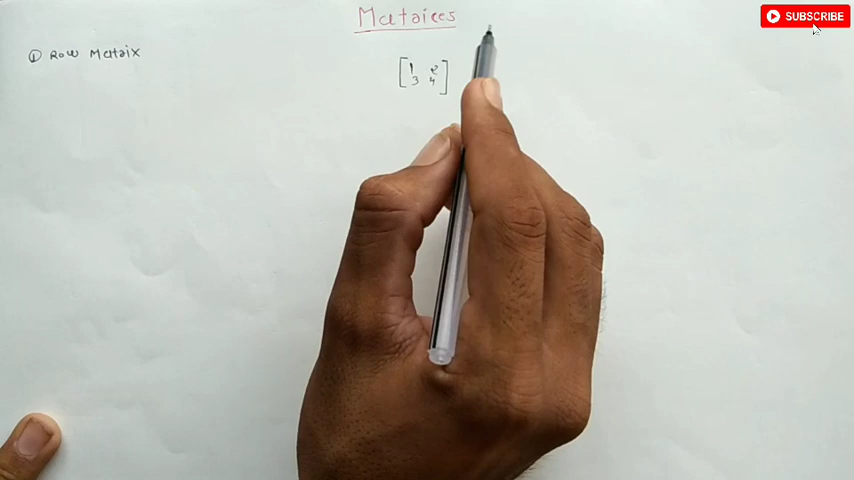 Matrices
SUBSCRIBE
① Row Matrix
[1 2
3 4]